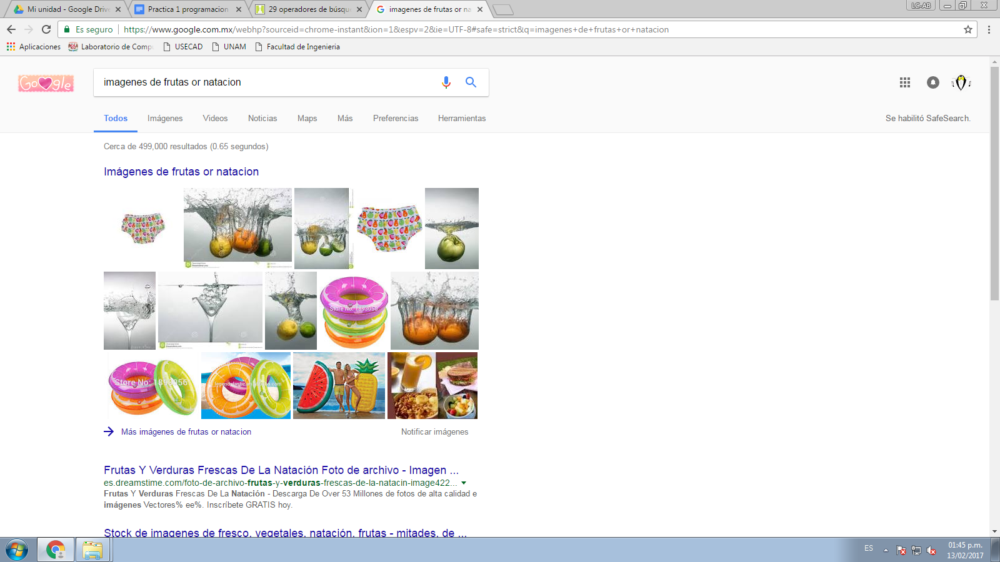 Mi unidad - Google Drive
Practica 1 programacion
29 operadores de búsqu
imagenes de frutas or na
LC-AB
Es seguro
https://www.google.com.mx/webhp?sourceid=chrome-instant&ion=1&espv=2&ie=UTF-8#safe=strict&q=imagenes+de+frutas+or+natacion
Aplicaciones
Laboratorio de Compu
USECAD
UNAM
Facultad de Ingenieria
Google
imagenes de frutas or natacion
Todos
Imágenes
Videos
Noticias
Maps
Más
Preferencias
Herramientas
Se habilitó SafeSearch.
Cerca de 499,000 resultados (0.65 segundos)
Imágenes de frutas or natacion
Store No: 1893056
Store No: 1893056
Más imágenes de frutas or natacion
Notificar imágenes
Frutas Y Verduras Frescas De La Natación Foto de archivo - Imagen ...
es.dreamstime.com/foto-de-archivo-frutas-y-verduras-frescas-de-la-natacin-image422...
Frutas Y Verduras Frescas De La Natación - Descarga De Over 53 Millones de fotos de alta calidad e
imágenes Vectores% ee%. Inscríbete GRATIS hoy.
Stock de imagenes de fresco, vegetales, natación, frutas - mitades, de ...
ES
01:45 p.m.
13/02/2017